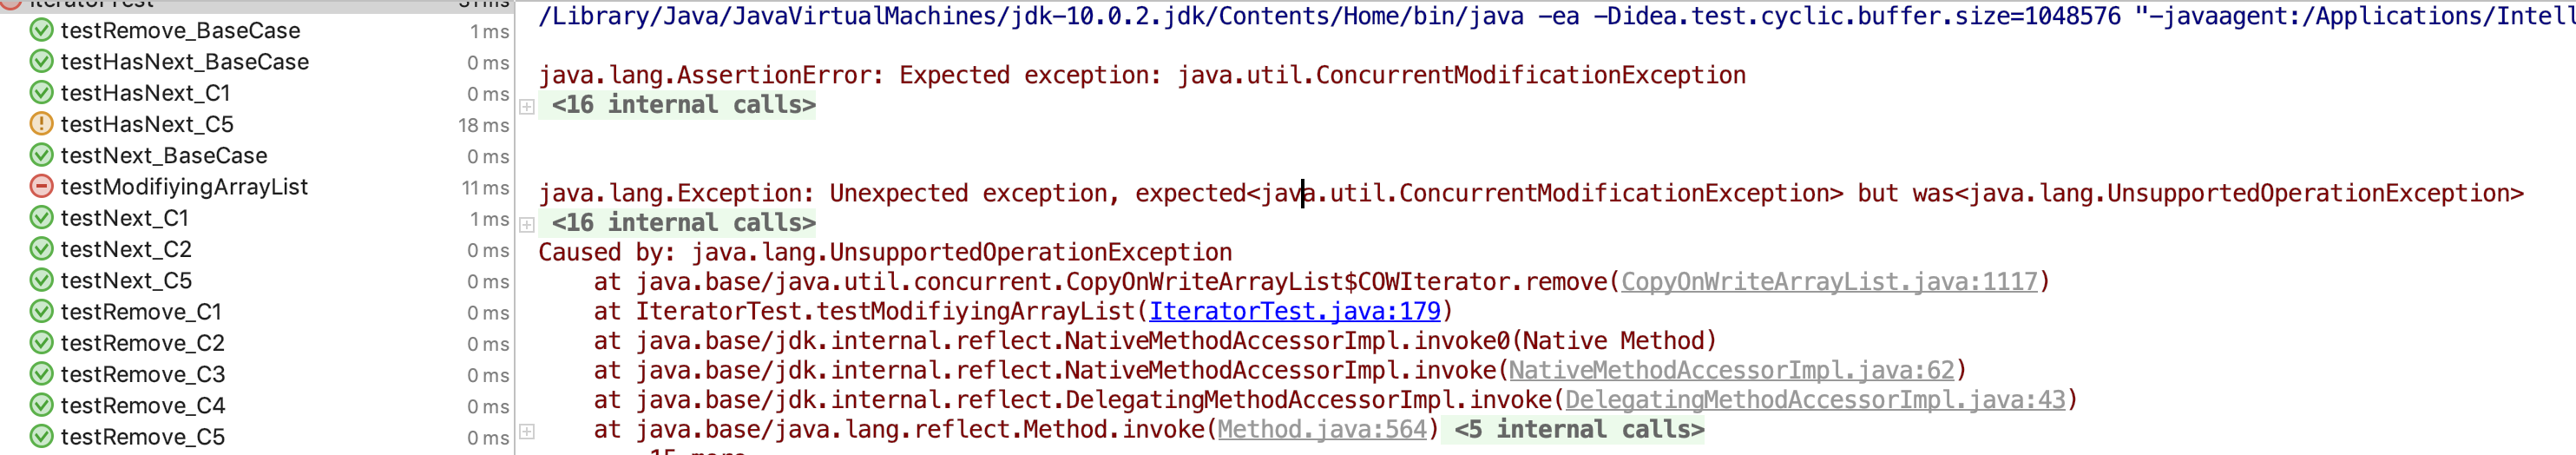 IteratorTest 31 ms
testRemove_BaseCase 1 ms
testHasNext_BaseCase 0 ms
testHasNext_C1 0 ms
testHasNext_C5 18 ms
testNext_BaseCase 0 ms
testModifiyingArrayList 11 ms
testNext_C1 1 ms
testNext_C2 0 ms
testNext_C5 0 ms
testRemove_C1 0 ms
testRemove_C2 0 ms
testRemove_C3 0 ms
testRemove_C4 0 ms
testRemove_C5 0 ms
/Library/Java/JavaVirtualMachines/jdk-10.0.2.jdk/Contents/Home/bin/java -ea -Didea.test.cyclic.buffer.size=1048576 "-javaagent:/Applications/Intell
java.lang.AssertionError: Expected exception: java.util.ConcurrentModificationException
<16 internal calls>
java.lang.Exception: Unexpected exception, expected<java.util.ConcurrentModificationException> but was<java.lang.UnsupportedOperationException>
<16 internal calls>
Caused by: java.lang.UnsupportedOperationException
at java.base/java.util.concurrent.CopyOnWriteArrayList$COWIterator.remove(CopyOnWriteArrayList.java:1117)
at IteratorTest.testModifiyingArrayList(IteratorTest.java:179)
at java.base/jdk.internal.reflect.NativeMethodAccessorImpl.invoke0(Native Method)
at java.base/jdk.internal.reflect.NativeMethodAccessorImpl.invoke(NativeMethodAccessorImpl.java:62)
at java.base/jdk.internal.reflect.DelegatingMethodAccessorImpl.invoke(DelegatingMethodAccessorImpl.java:43)
at java.base/java.lang.reflect.Method.invoke(Method.java:564) <5 internal calls>
... 15 more